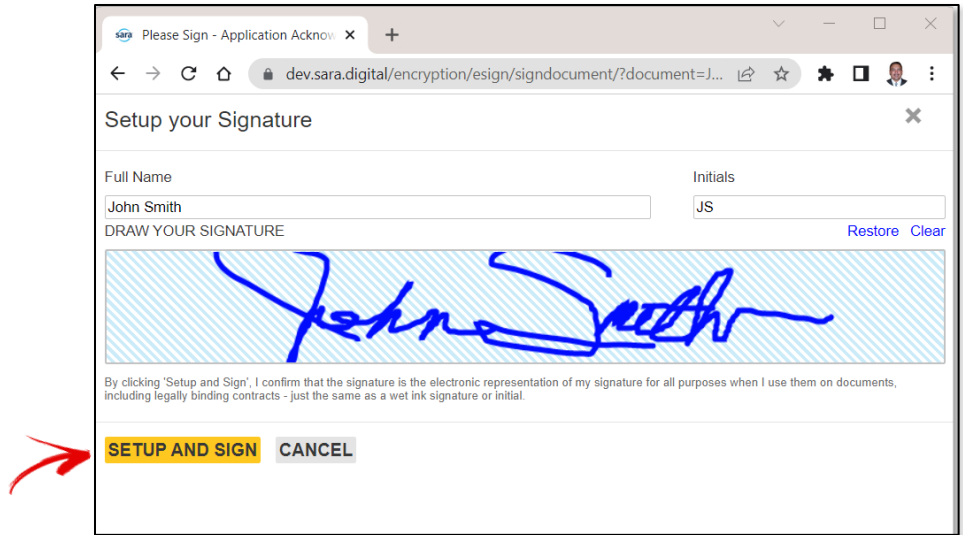 sara Please Sign - Application Acknow
dev.sara.digital/encryption/esign/signdocument/?document=J...
Setup your Signature
Full Name Initials
John Smith JS
DRAW YOUR SIGNATURE Restore Clear
John Smith
By clicking 'Setup and Sign', I confirm that the signature is the electronic representation of my signature for all purposes when I use them on documents,
including legally binding contracts - just the same as a wet ink signature or initial.
SETUP AND SIGN CANCEL